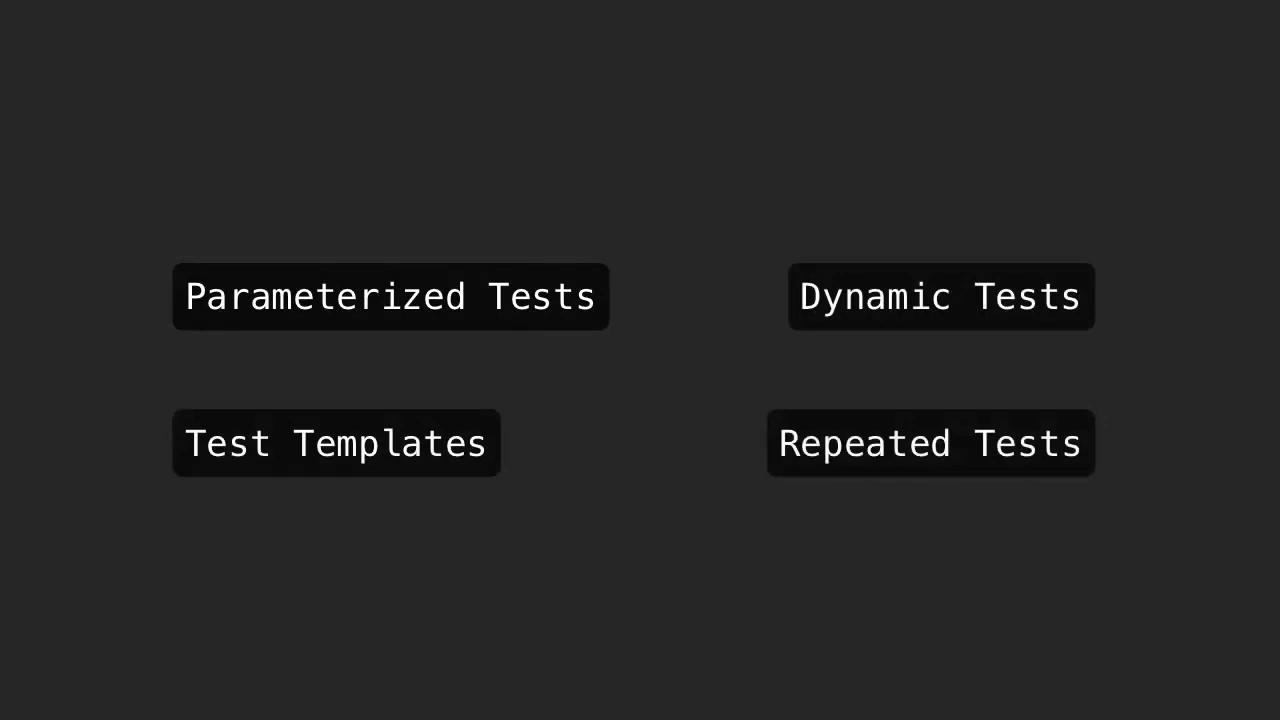 Parameterized Tests
Dynamic Tests
Test Templates
Repeated Tests